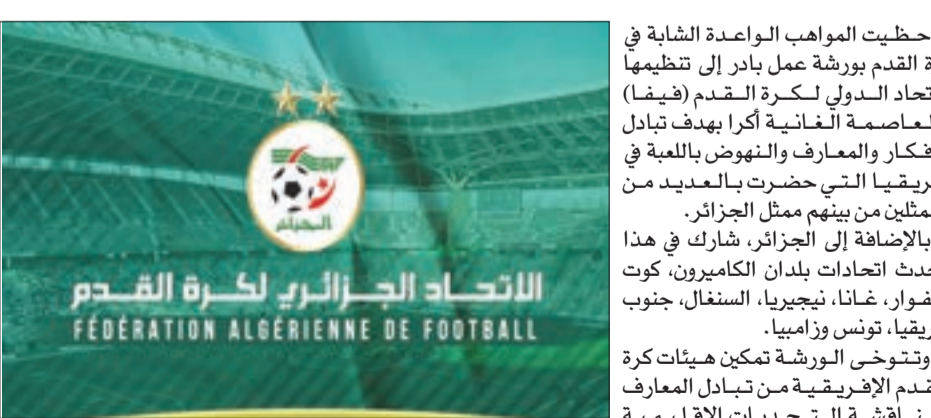 حظيت المواهب الواعدة الشابة في
ة القدم بورشة عمل بادر إلى تنظيمها
تحاد الدولي لكرة القدم (فيفا)
لعاصمة الغانية أكرا بهدف تبادل
فكار والمعارف والنهوض باللعبة في
ريقيا التي حضرت بالعديد من
مثلين من بينهم ممثل الجزائر.
بالإضافة إلى الجزائر، شارك في هذا
حدث اتحادات بلدان الكاميرون، كوت
فوار، غانا، نيجيريا، السنغال، جنوب
ريقيا، تونس وزامبيا.
وتتوخى الورشة تمكين هيئات كرة
قدم الإفريقية من تبادل المعارف
الجزائر
الاتحاد الجزائري لكرة القدم
FÉDÉRATION ALGÉRIENNE DE FOOTBALL